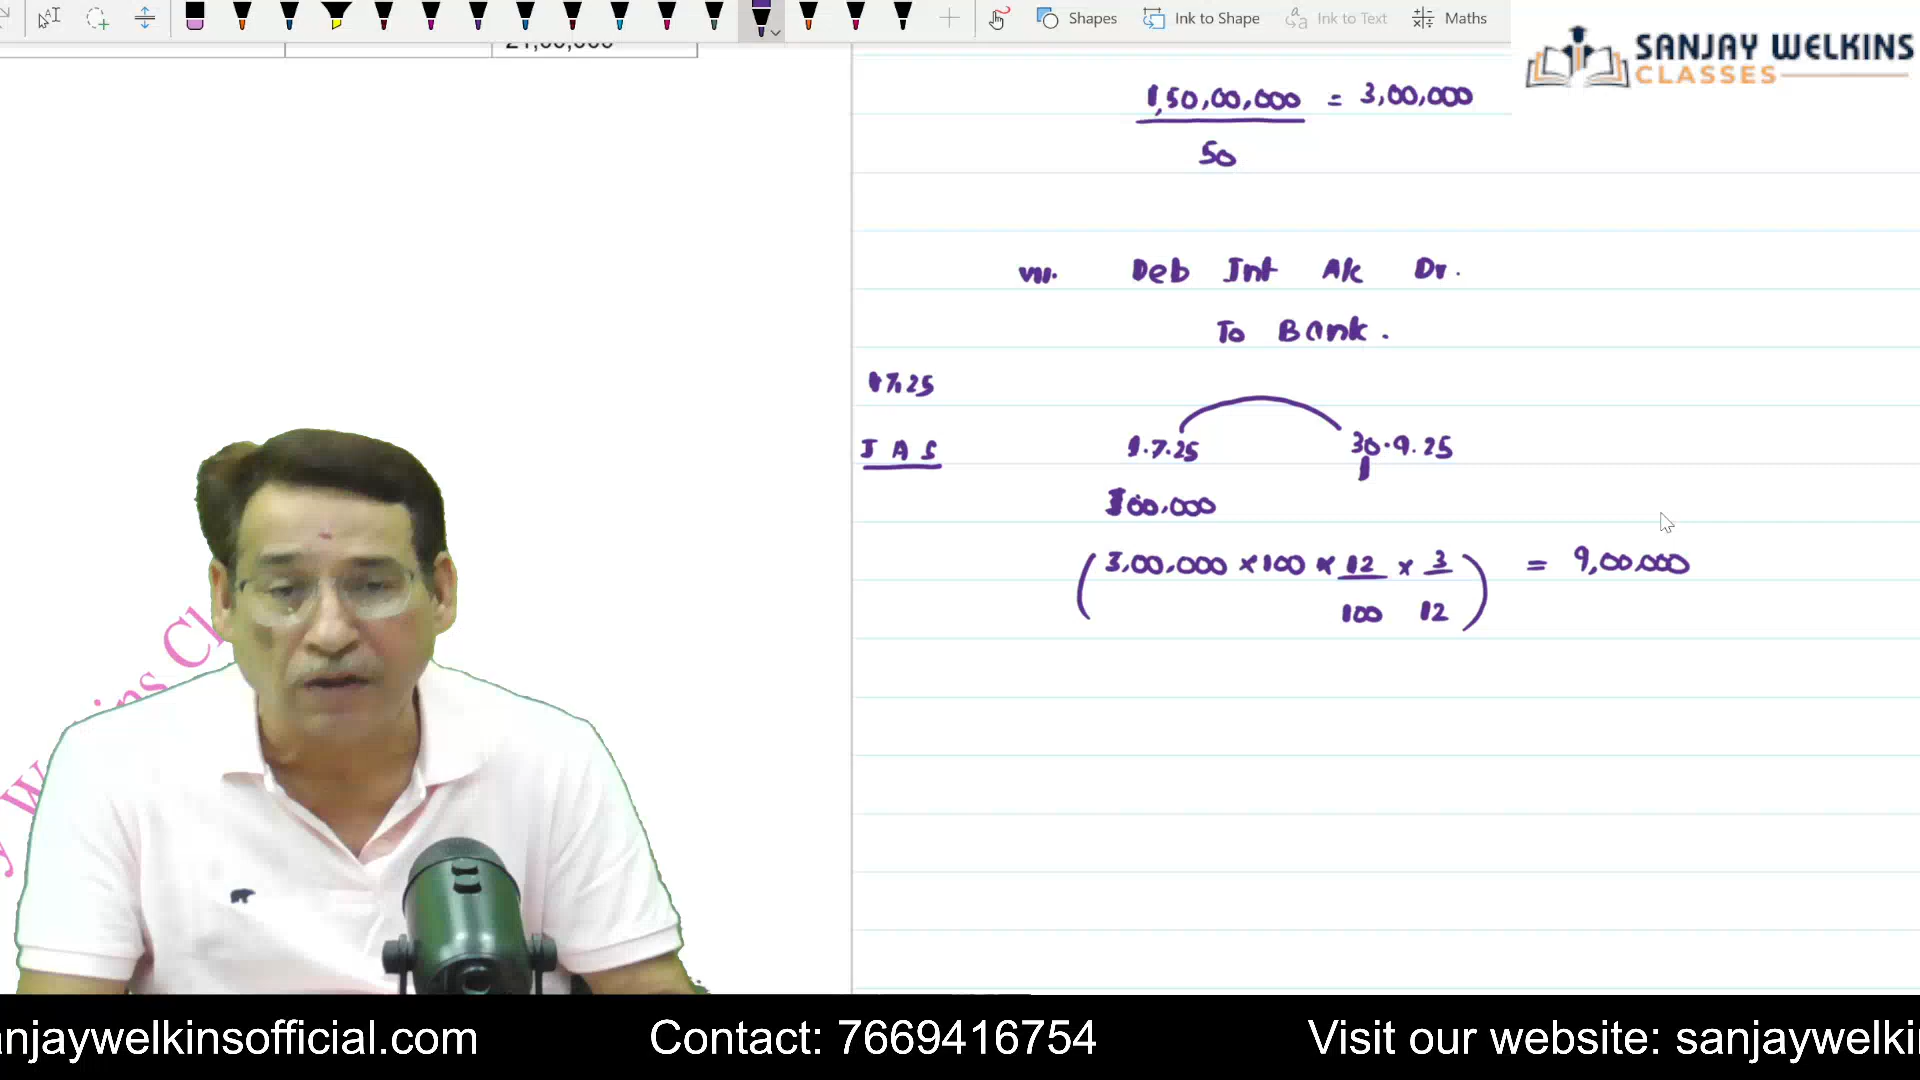 Shapes Ink to Shape Ink to Text Maths
SANJAY WELKINS
CLASSES
1,50,00,000 = 3,00,000
50
VII. Deb Int A/c Dr.
To Bank.
1.7.25
J A S 1.7.25 30.9.25
100,000
(3,00,000 × 100 × 12 × 3) = 9,00,000
100 12
njaywelkinsofficial.com Contact: 7669416754 Visit our website: sanjaywelki